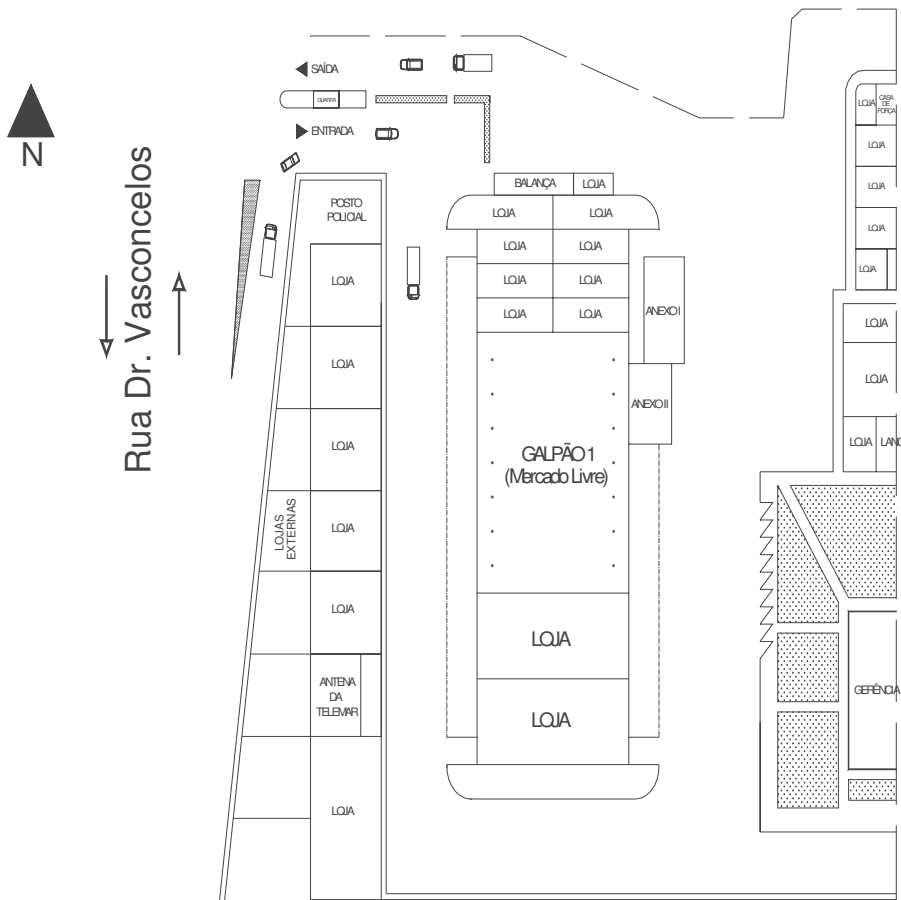 SAÍDA
GUARITA
ENTRADA
N
Rua Dr. Vasconcelos
POSTO
POLICIAL
LOJA
LOJA
LOJA
LOJAS
EXTERNAS
LOJA
LOJA
ANTENA
DA
TELEMAR
LOJA
BALANÇA
LOJA
LOJA
LOJA
LOJA
LOJA
LOJA
LOJA
LOJA
LOJA
ANEXO I
ANEXO II
GALPÃO 1
(Mercado Livre)
LOJA
LOJA
LOJA
CASA
DE
FORÇA
LOJA
LOJA
LOJA
LOJA
LOJA
LOJA
LOJA
LANC
GERÊNCIA